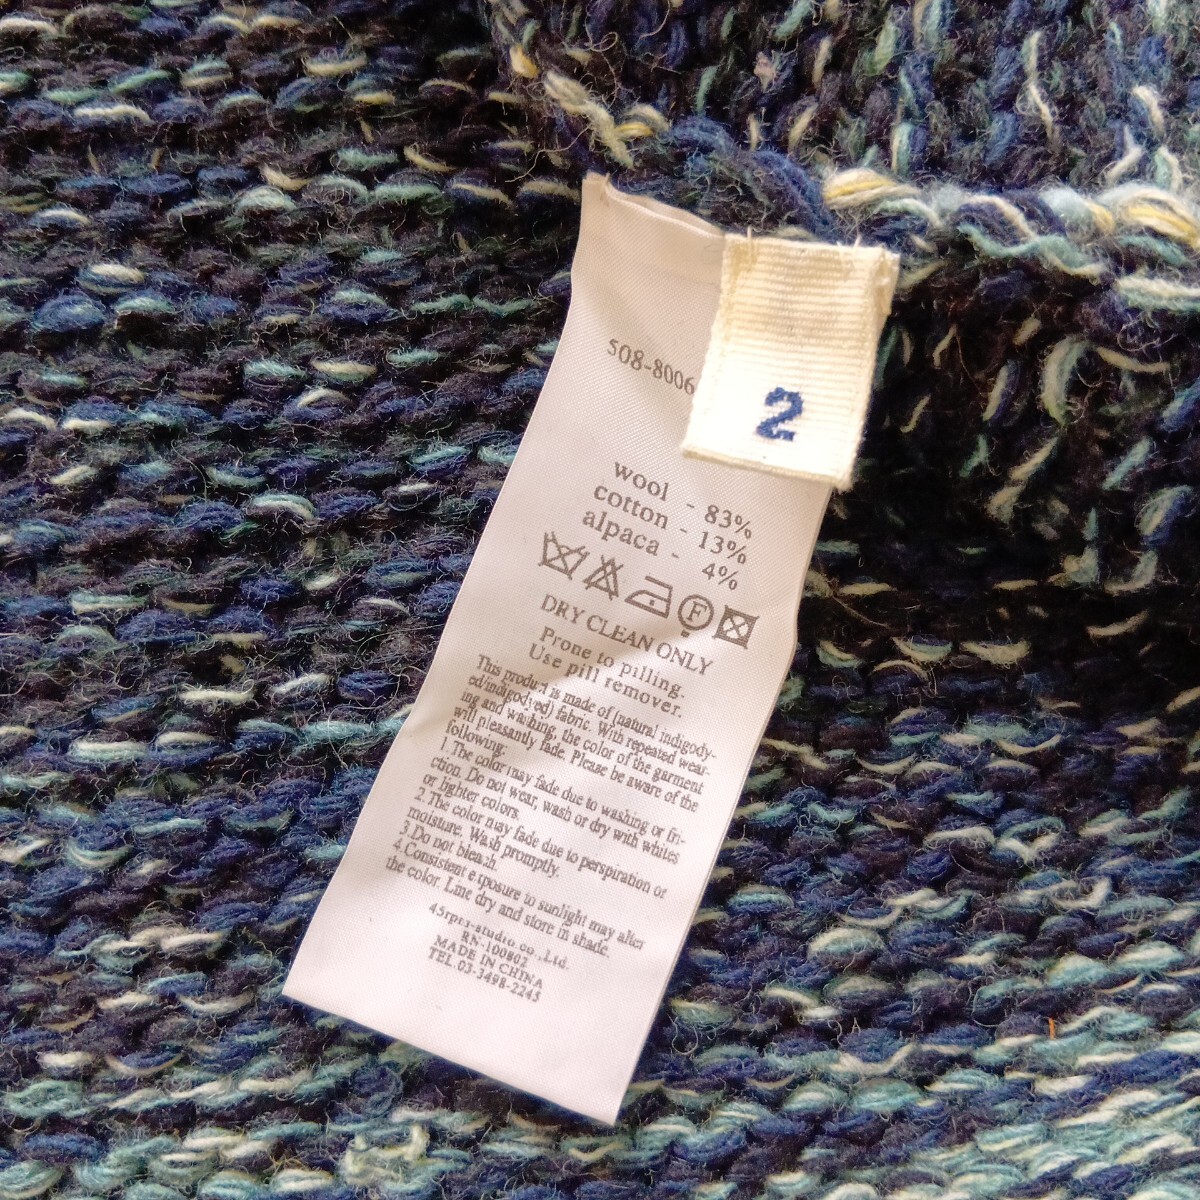 508-8006
2
wool - 83%
cotton - 13%
alpaca - 4%
F
DRY CLEAN ONLY
Prone to pilling.
Use pill remover.
This product is made of (natural indigody-
ed/indigodyed) fabric. With repeated wear-
ing and washing, the color of the garment
will pleasantly fade. Please be aware of the
following:
1.The color may fade due to washing or fri-
ction. Do not wear, wash or dry with whites
or lighter colors.
2.The color may fade due to perspiration or
moisture. Wash promptly.
3.Do not bleach.
4.Consistent exposure to sunlight may alter
the color. Line dry and store in shade.
45rpm-studio co.,Ltd.
RN-100802
MADE IN CHINA
TEL.03-3498-2245